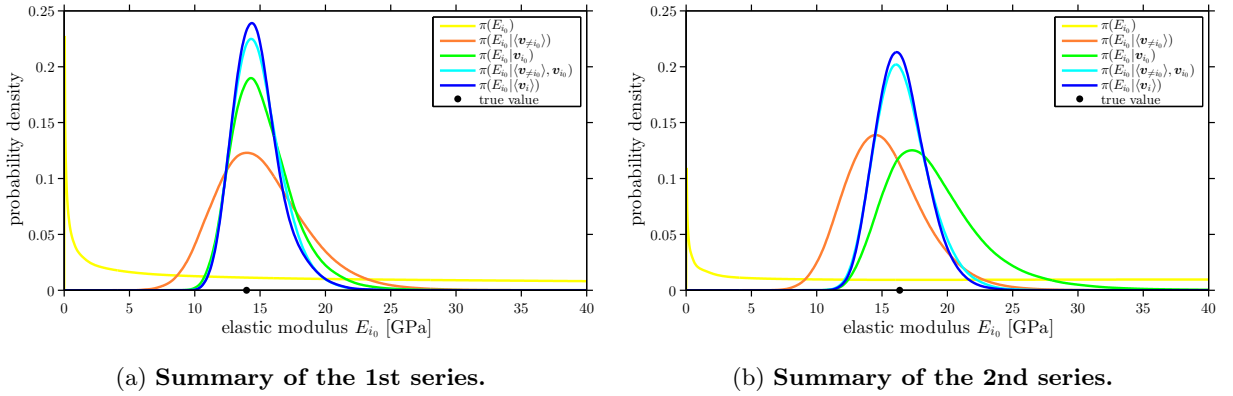 0.25
0.2
0.15
0.1
0.05
0
probability density
0 5 10 15 20 25 30 35 40
elastic modulus E_{i_0} [GPa]
π(E_{i_0})
π(E_{i_0}|⟨v_{≠i_0}⟩)
π(E_{i_0}|v_{i_0})
π(E_{i_0}|⟨v_{≠i_0}⟩, v_{i_0})
π(E_{i_0}|⟨v_i⟩)
true value
(a) Summary of the 1st series.
0.25
0.2
0.15
0.1
0.05
0
probability density
0 5 10 15 20 25 30 35 40
elastic modulus E_{i_0} [GPa]
π(E_{i_0})
π(E_{i_0}|⟨v_{≠i_0}⟩)
π(E_{i_0}|v_{i_0})
π(E_{i_0}|⟨v_{≠i_0}⟩, v_{i_0})
π(E_{i_0}|⟨v_i⟩)
true value
(b) Summary of the 2nd series.